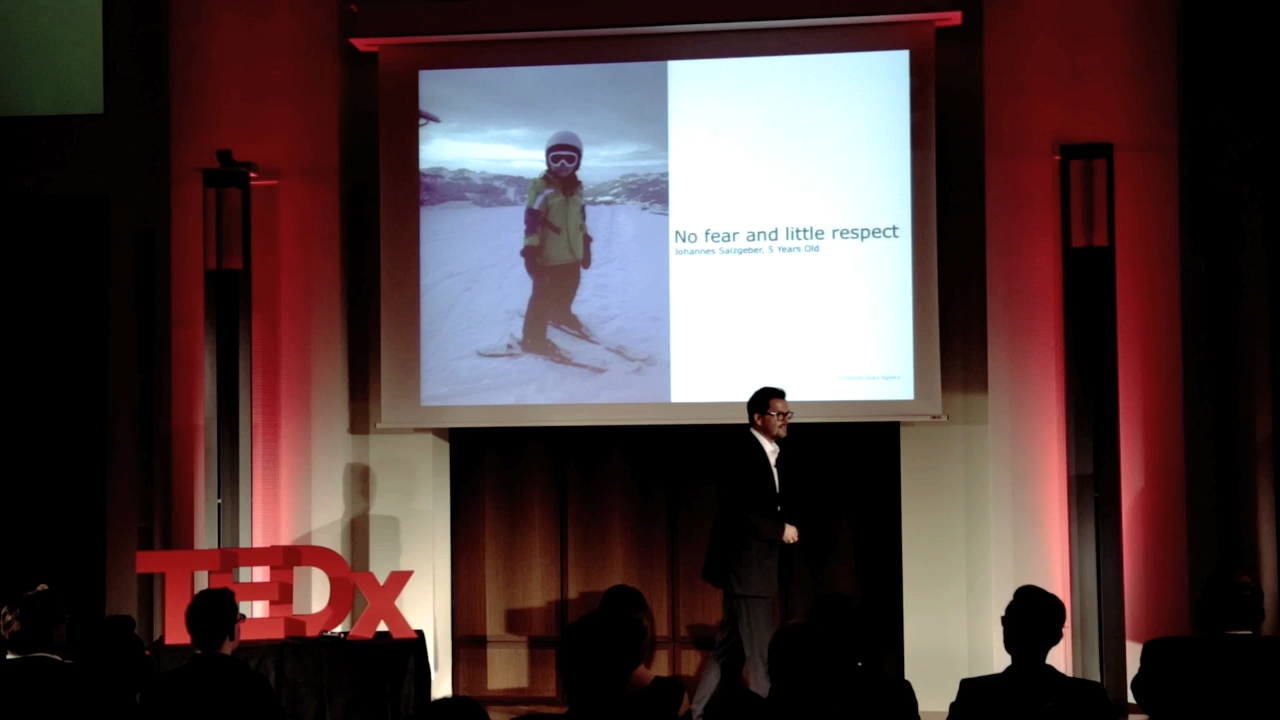 No fear and little respect
Johannes Salzgeber, 5 Years Old
TEDx